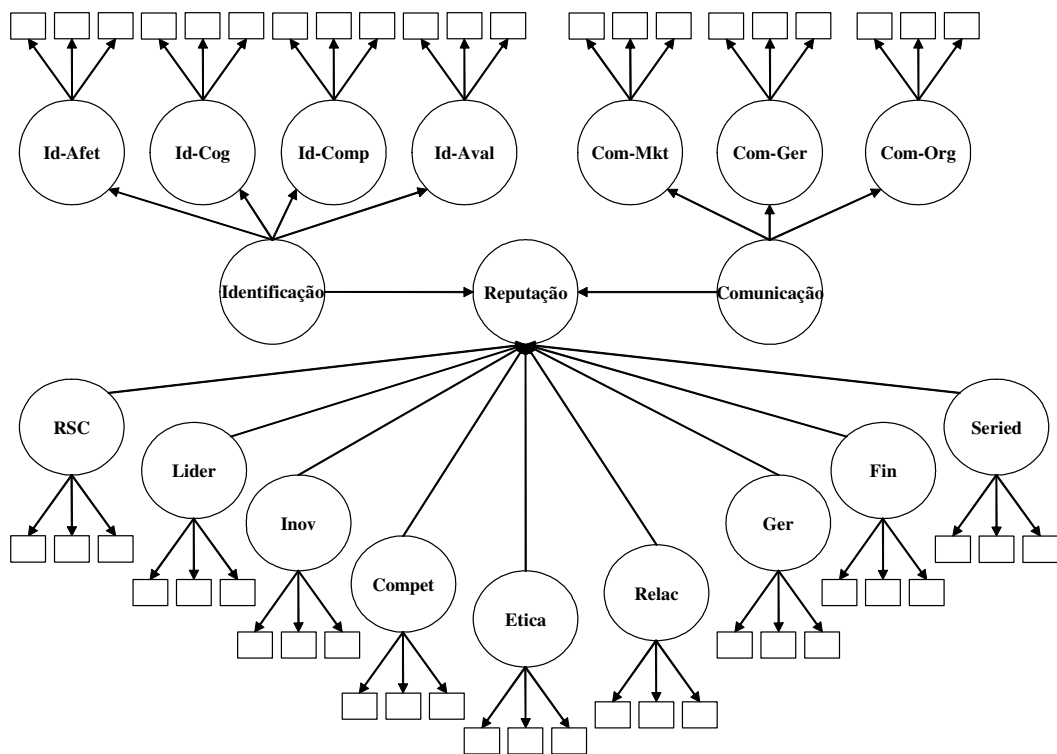 Id-Afet
Id-Cog
Id-Comp
Id-Aval
Com-Mkt
Com-Ger
Com-Org
Identificação
Reputação
Comunicação
RSC
Lider
Inov
Compet
Etica
Relac
Ger
Fin
Seried